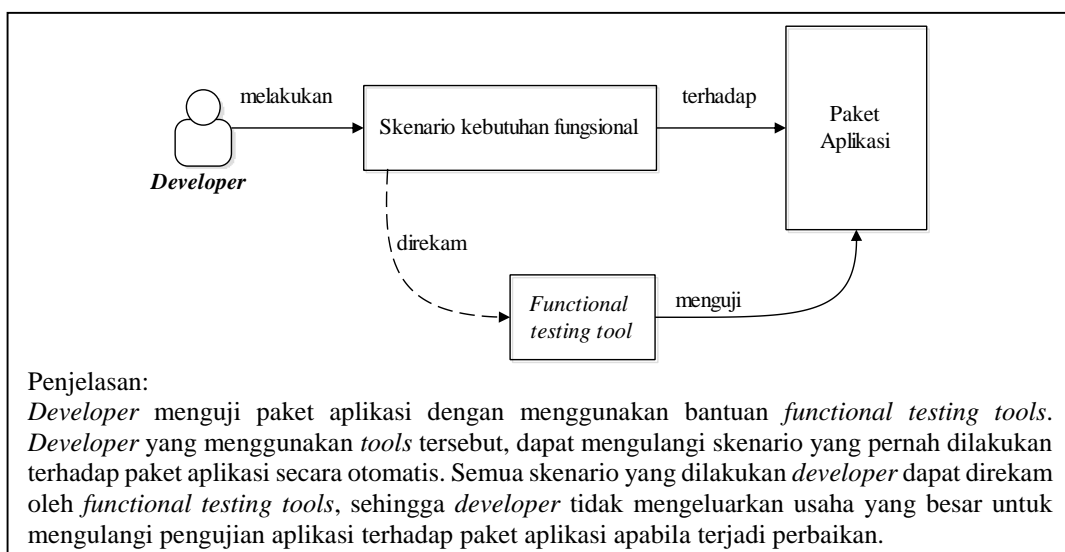 melakukan
Skenario kebutuhan fungsional
terhadap
Paket
Aplikasi
Developer
direkam
Functional
testing tool
menguji
Penjelasan:
Developer menguji paket aplikasi dengan menggunakan bantuan functional testing tools.
Developer yang menggunakan tools tersebut, dapat mengulangi skenario yang pernah dilakukan
terhadap paket aplikasi secara otomatis. Semua skenario yang dilakukan developer dapat direkam
oleh functional testing tools, sehingga developer tidak mengeluarkan usaha yang besar untuk
mengulangi pengujian aplikasi terhadap paket aplikasi apabila terjadi perbaikan.